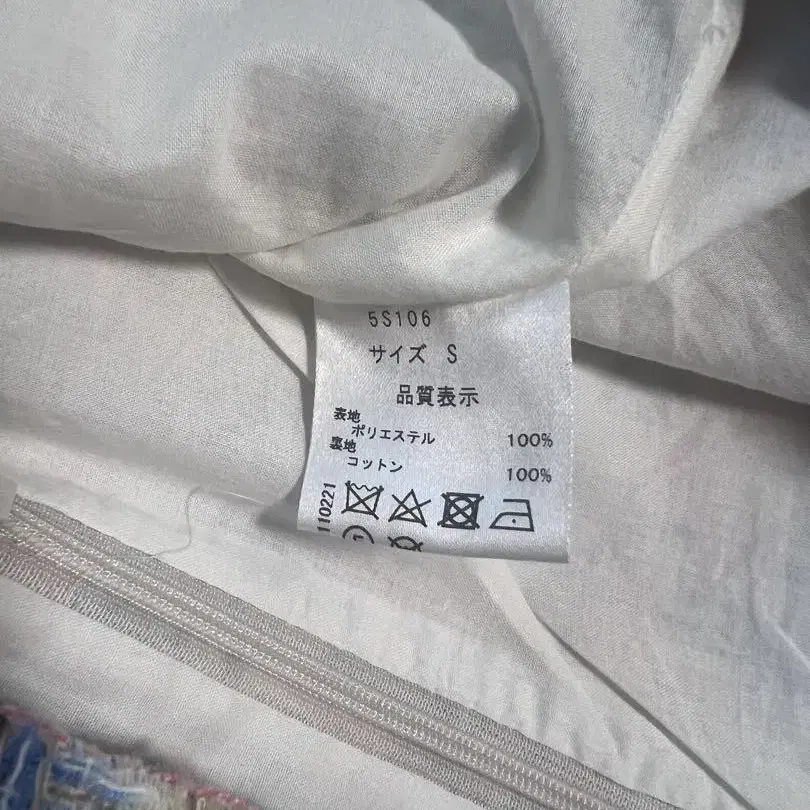 5S106
サイズ S
品質表示
表地
ポリエステル 100%
裏地
コットン 100%
110221